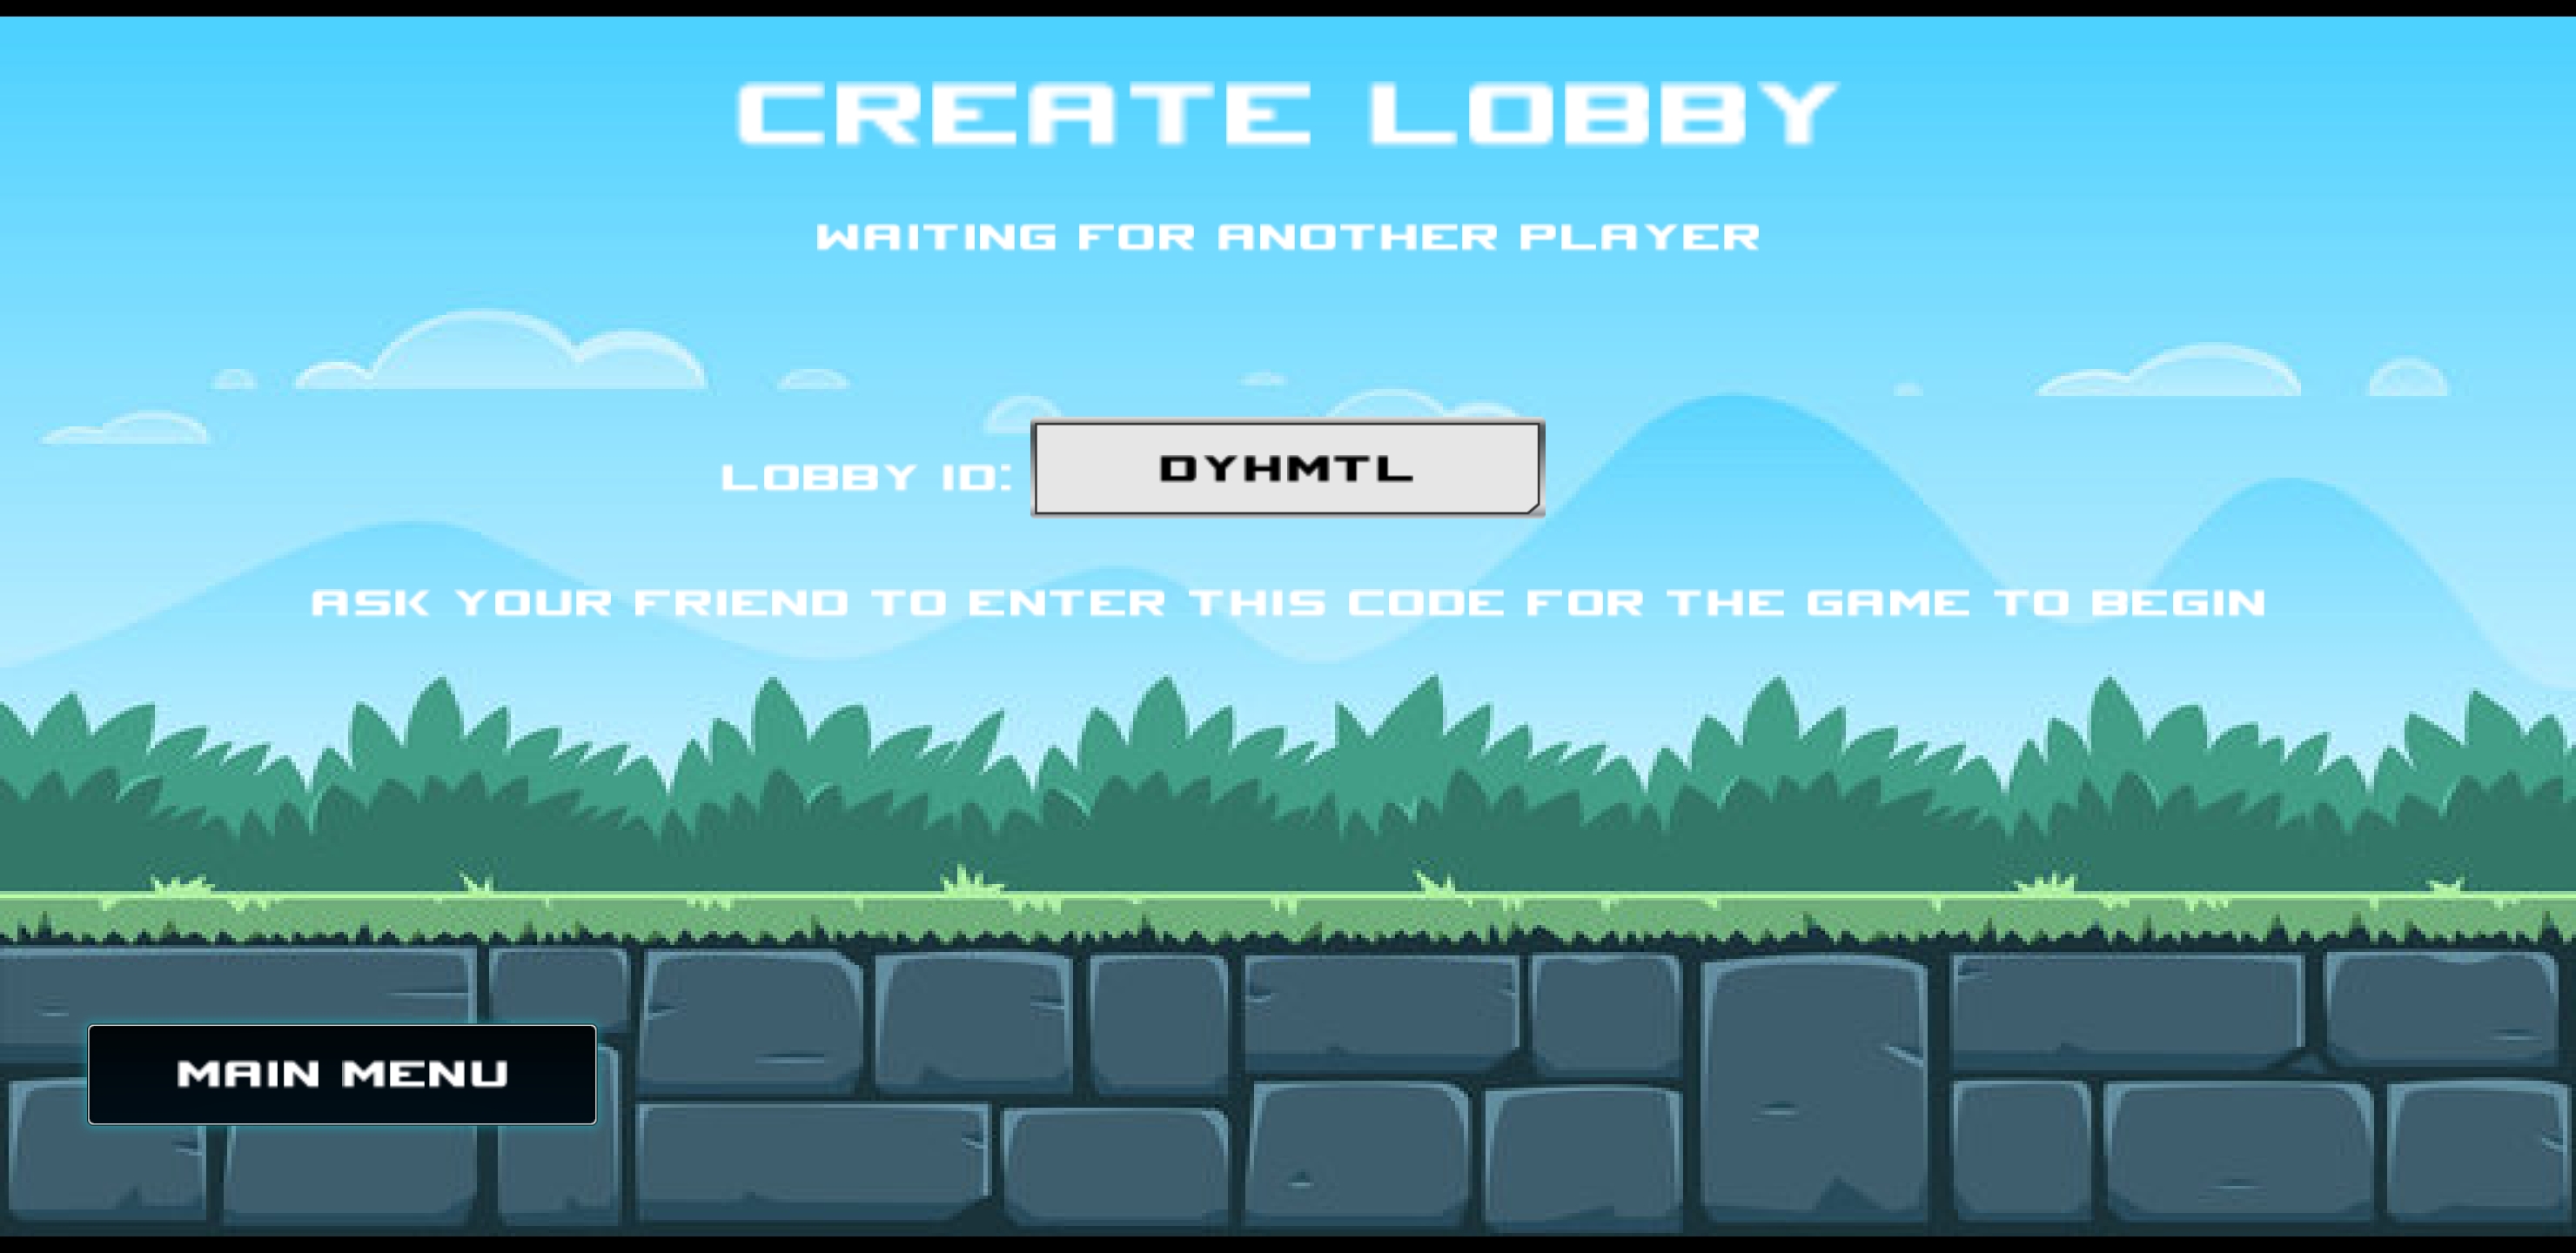 CREATE LOBBY
WAITING FOR ANOTHER PLAYER
LOBBY ID: DYHMTL
ASK YOUR FRIEND TO ENTER THIS CODE FOR THE GAME TO BEGIN
MAIN MENU